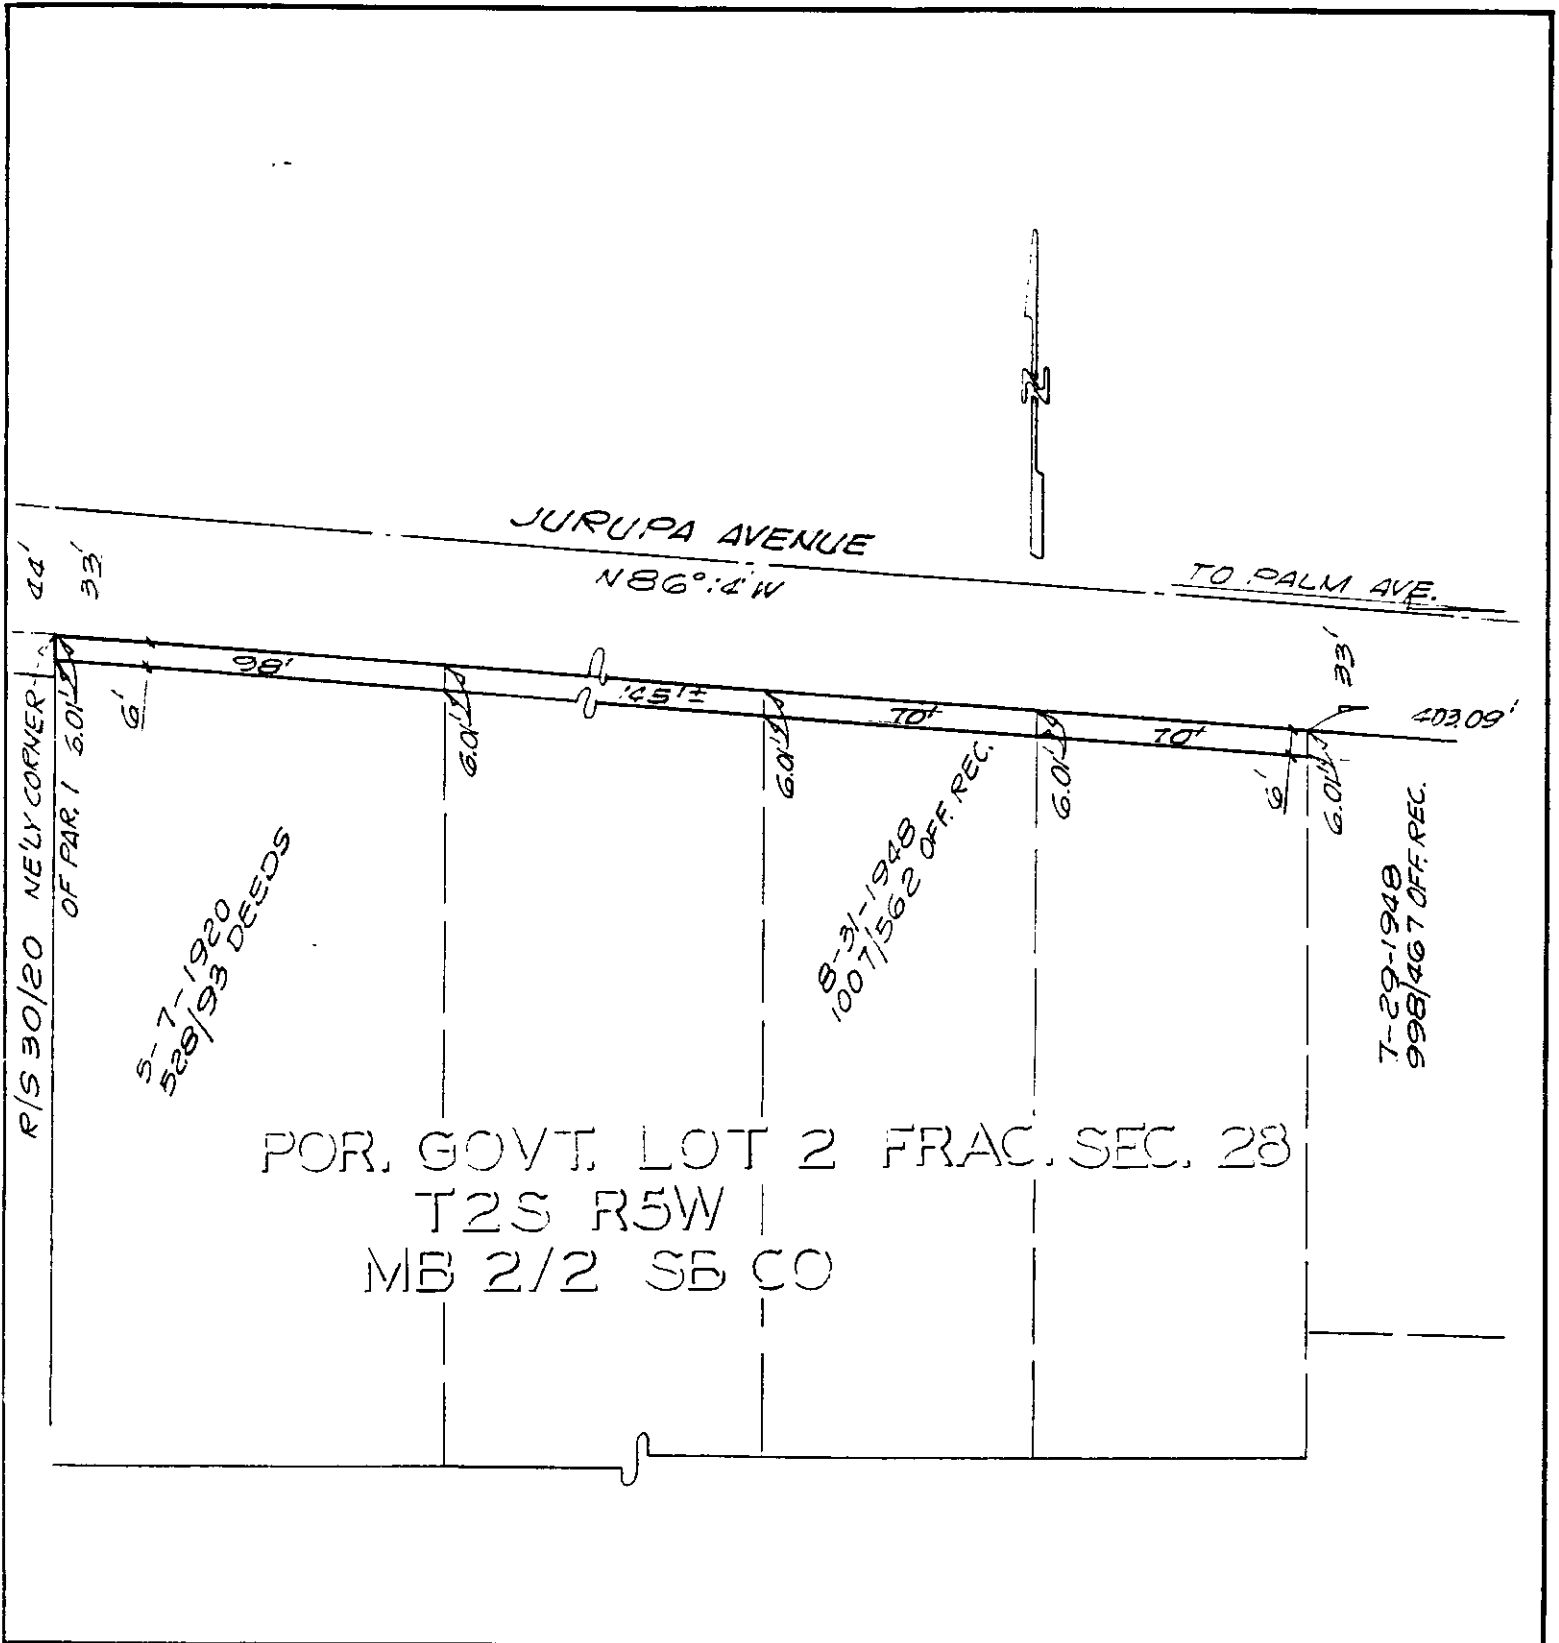 N
JURUPA AVENUE
N86°14'W
TO PALM AVE.
44'
33'
33'
403.09'
98'
145'±
70'
70'
6.01'
6'
6.01'
6.01'
6.01'
6'
6.01'
R/S 30/20 NE'LY CORNER
OF PAR. 1
5-7-1920
528/93 DEEDS
8-31-1948
1007/562 OFF. REC.
7-29-1948
998/467 OFF. REC.
POR. GOVT. LOT 2 FRAC. SEC. 28
T2S R5W
MB 2/2 SB CO